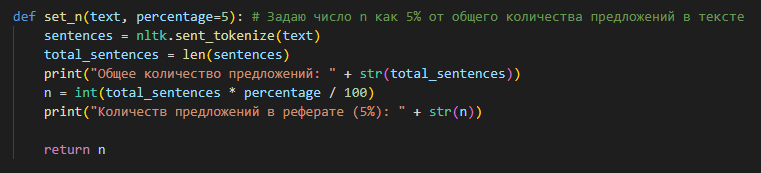 def set_n(text, percentage=5): # Задаю число n как 5% от общего количества предложений в тексте
    sentences = nltk.sent_tokenize(text)
    total_sentences = len(sentences)
    print("Общее количество предложений: " + str(total_sentences))
    n = int(total_sentences * percentage / 100)
    print("Количеств предложений в реферате (5%): " + str(n))

    return n